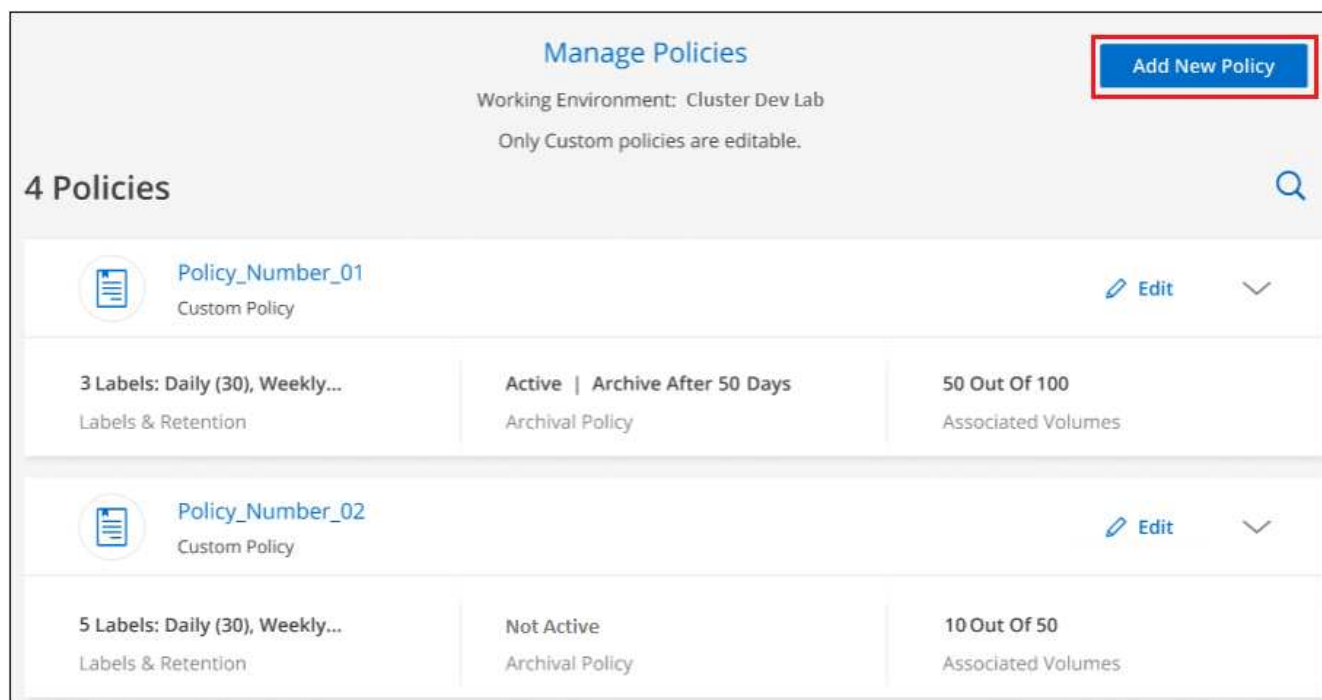 Manage Policies
Add New Policy
Working Environment: Cluster Dev Lab
Only Custom policies are editable.
4 Policies
Policy_Number_01
Custom Policy
Edit
3 Labels: Daily (30), Weekly...
Labels & Retention
Active | Archive After 50 Days
Archival Policy
50 Out Of 100
Associated Volumes
Policy_Number_02
Custom Policy
Edit
5 Labels: Daily (30), Weekly...
Labels & Retention
Not Active
Archival Policy
10 Out Of 50
Associated Volumes